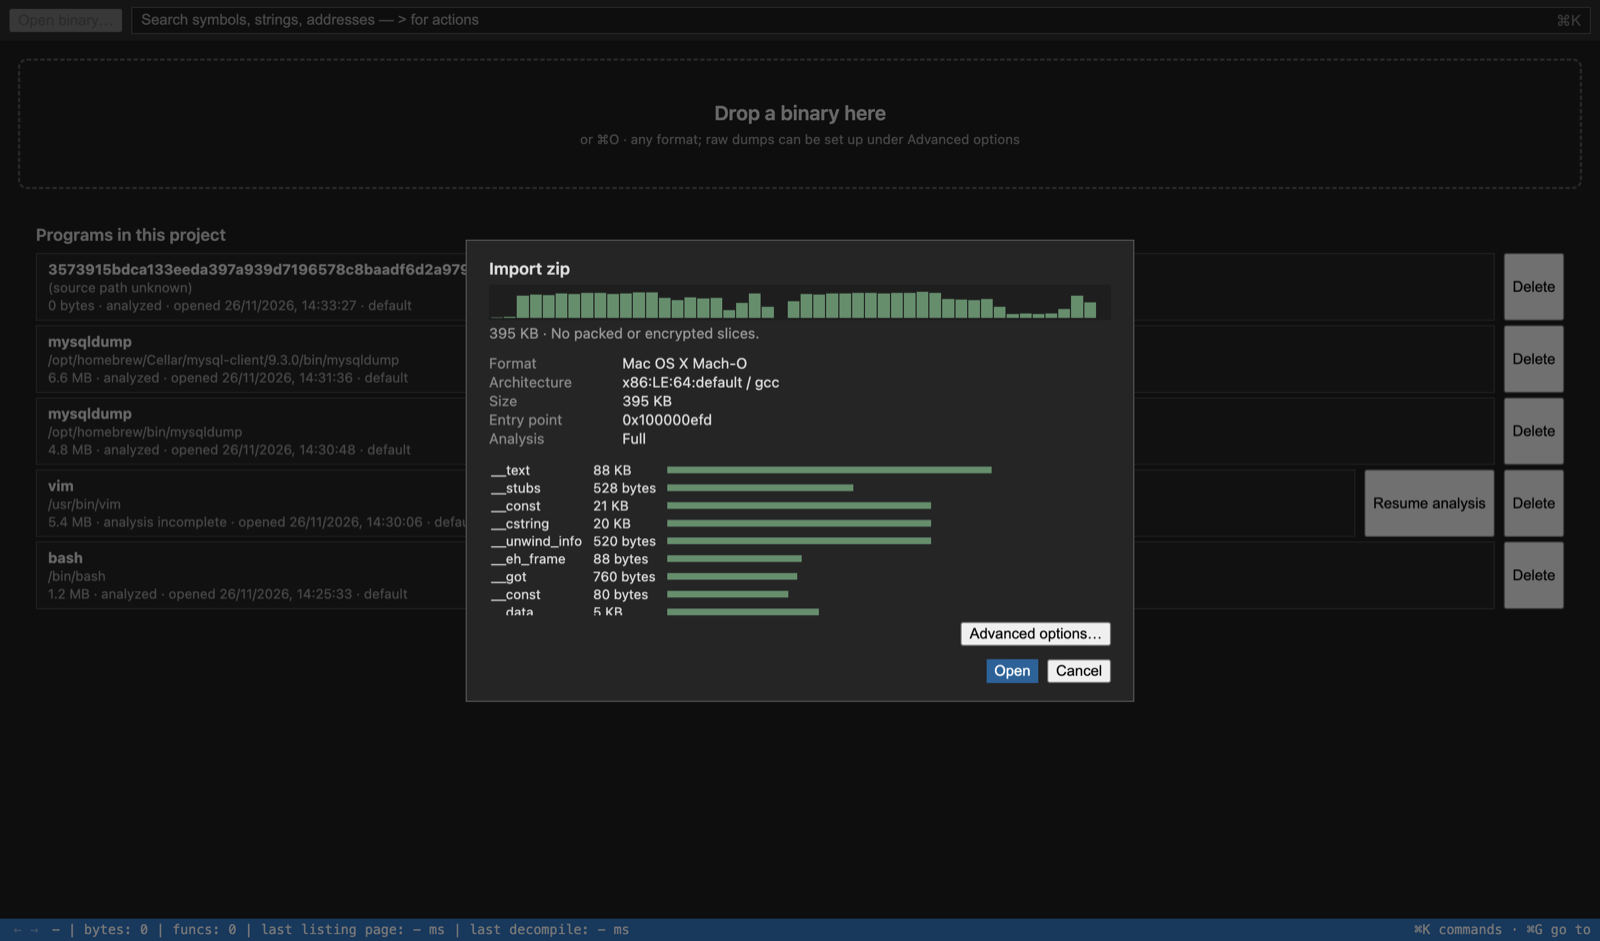 Open binary…
Search symbols, strings, addresses — > for actions ⌘K
Drop a binary here
or ⌘O · any format; raw dumps can be set up under Advanced options
Programs in this project
3573915bdca133eeda397a939d7196578c8baadf6d2a979
(source path unknown)
0 bytes · analyzed · opened 26/11/2026, 14:33:27 · default
Delete
mysqldump
/opt/homebrew/Cellar/mysql-client/9.3.0/bin/mysqldump
6.6 MB · analyzed · opened 26/11/2026, 14:31:36 · default
Delete
mysqldump
/opt/homebrew/bin/mysqldump
4.8 MB · analyzed · opened 26/11/2026, 14:30:48 · default
Delete
vim
/usr/bin/vim
5.4 MB · analysis incomplete · opened 26/11/2026, 14:30:06 · defau
Resume analysis
Delete
bash
/bin/bash
1.2 MB · analyzed · opened 26/11/2026, 14:25:33 · default
Delete
Import zip
395 KB · No packed or encrypted slices.
Format Mac OS X Mach-O
Architecture x86:LE:64:default / gcc
Size 395 KB
Entry point 0x100000efd
Analysis Full
__text 88 KB
__stubs 528 bytes
__const 21 KB
__cstring 20 KB
__unwind_info 520 bytes
__eh_frame 88 bytes
__got 760 bytes
__const 80 bytes
__data 5 KB
Advanced options…
Open
Cancel
← → — | bytes: 0 | funcs: 0 | last listing page: — ms | last decompile: — ms
⌘K commands · ⌘G go to